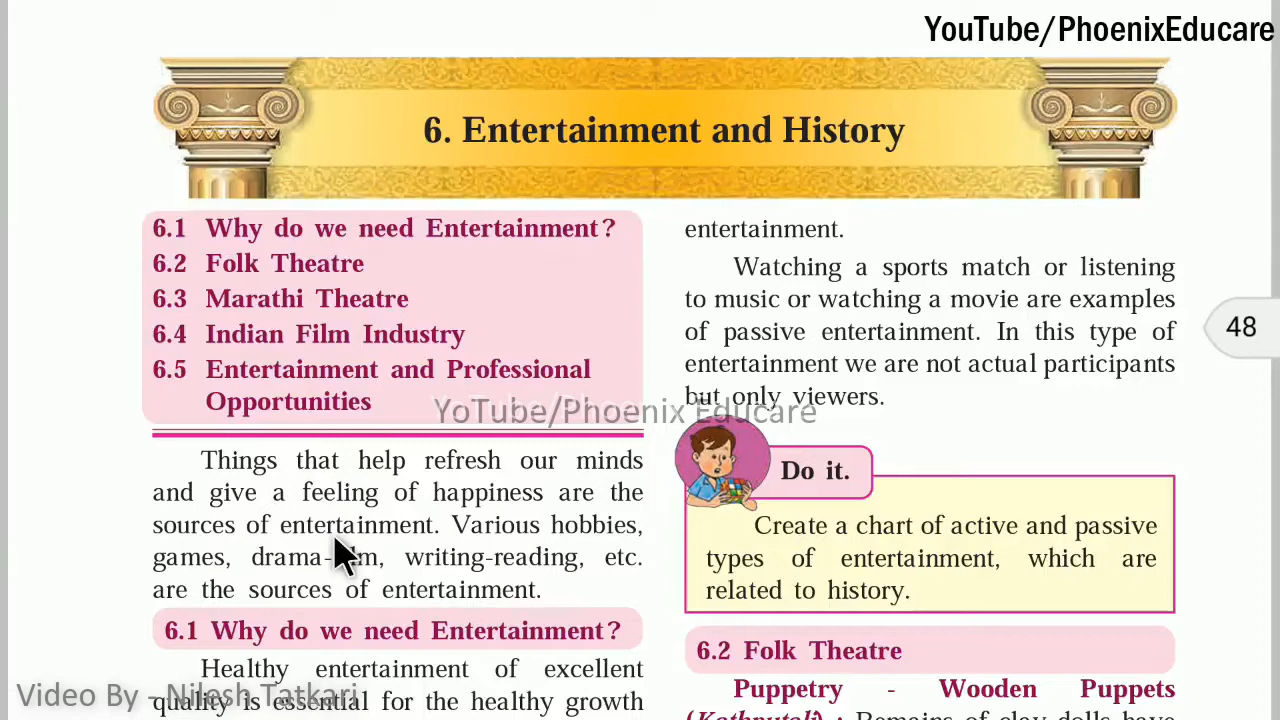 YouTube/PhoenixEducare
6. Entertainment and History
6.1 Why do we need Entertainment?
6.2 Folk Theatre
6.3 Marathi Theatre
6.4 Indian Film Industry
6.5 Entertainment and Professional
Opportunities
Things that help refresh our minds
and give a feeling of happiness are the
sources of entertainment. Various hobbies,
games, writing-reading, etc.
are the sources of entertainment.
6.1 Why do we need Entertainment?
Healthy entertainment of excellent
quality is essential for the healthy growth
entertainment.
Watching a sports match or listening
to music or watching a movie are examples
of passive entertainment. In this type of
entertainment we are not actual participants
but only viewers.
YoTube/Phoenix Educare
Do it.
Create a chart of active and passive
types of entertainment, which are
related to history.
6.2 Folk Theatre
Puppetry - Wooden Puppets
(Kathputali) : Remains of clay dolls have
48
Video By - Nilesh Tatkari